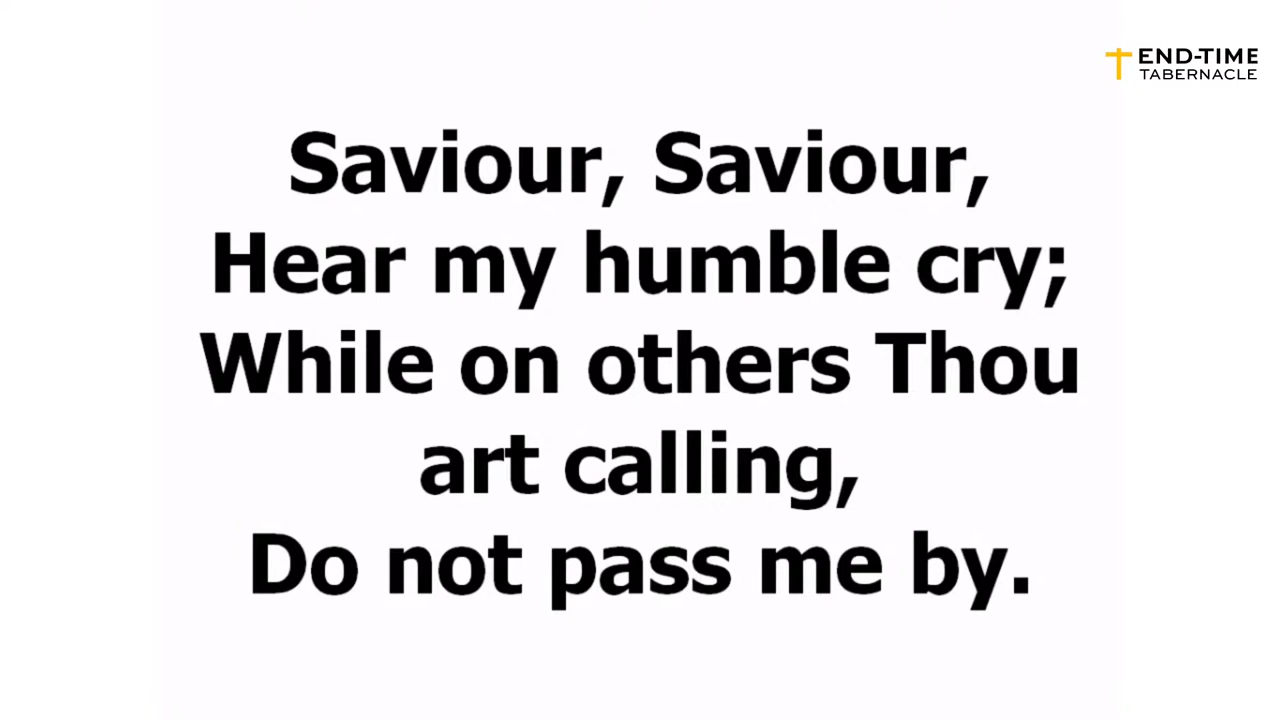 END-TIME
TABERNACLE
Saviour, Saviour,
Hear my humble cry;
While on others Thou
art calling,
Do not pass me by.